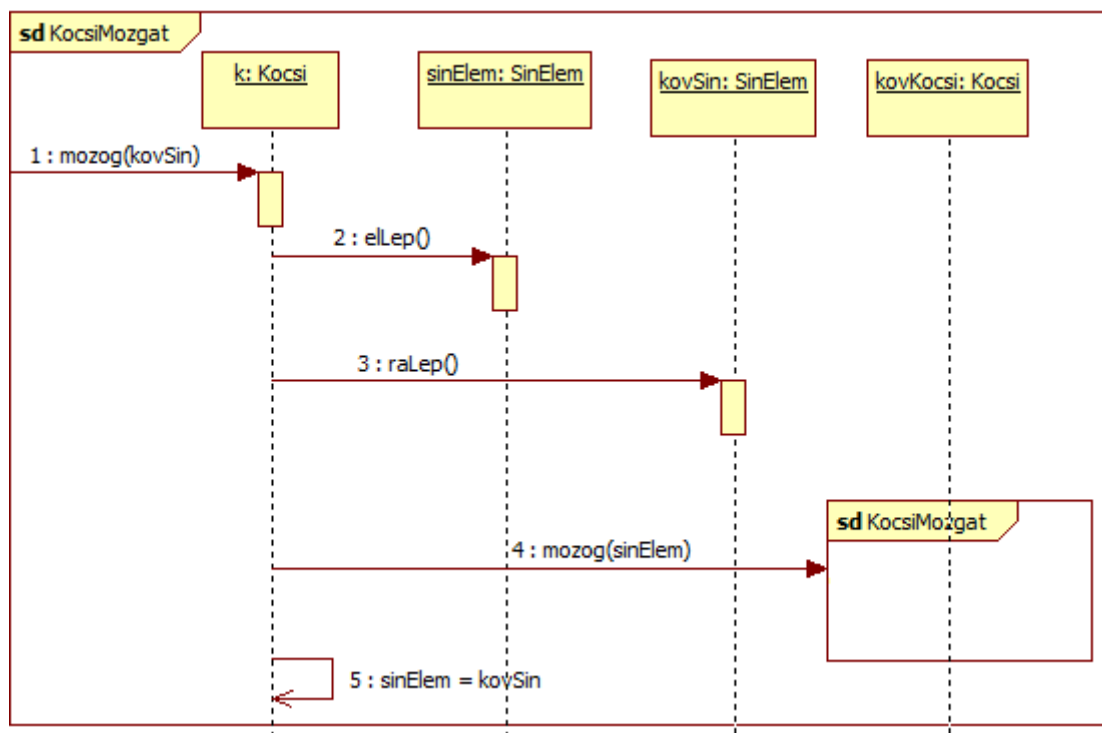 sd KocsiMozgat
k: Kocsi
sinElem: SinElem
kovSin: SinElem
kovKocsi: Kocsi
1 : mozog(kovSin)
2 : elLep()
3 : raLep()
sd KocsiMozgat
4 : mozog(sinElem)
5 : sinElem = kovSin